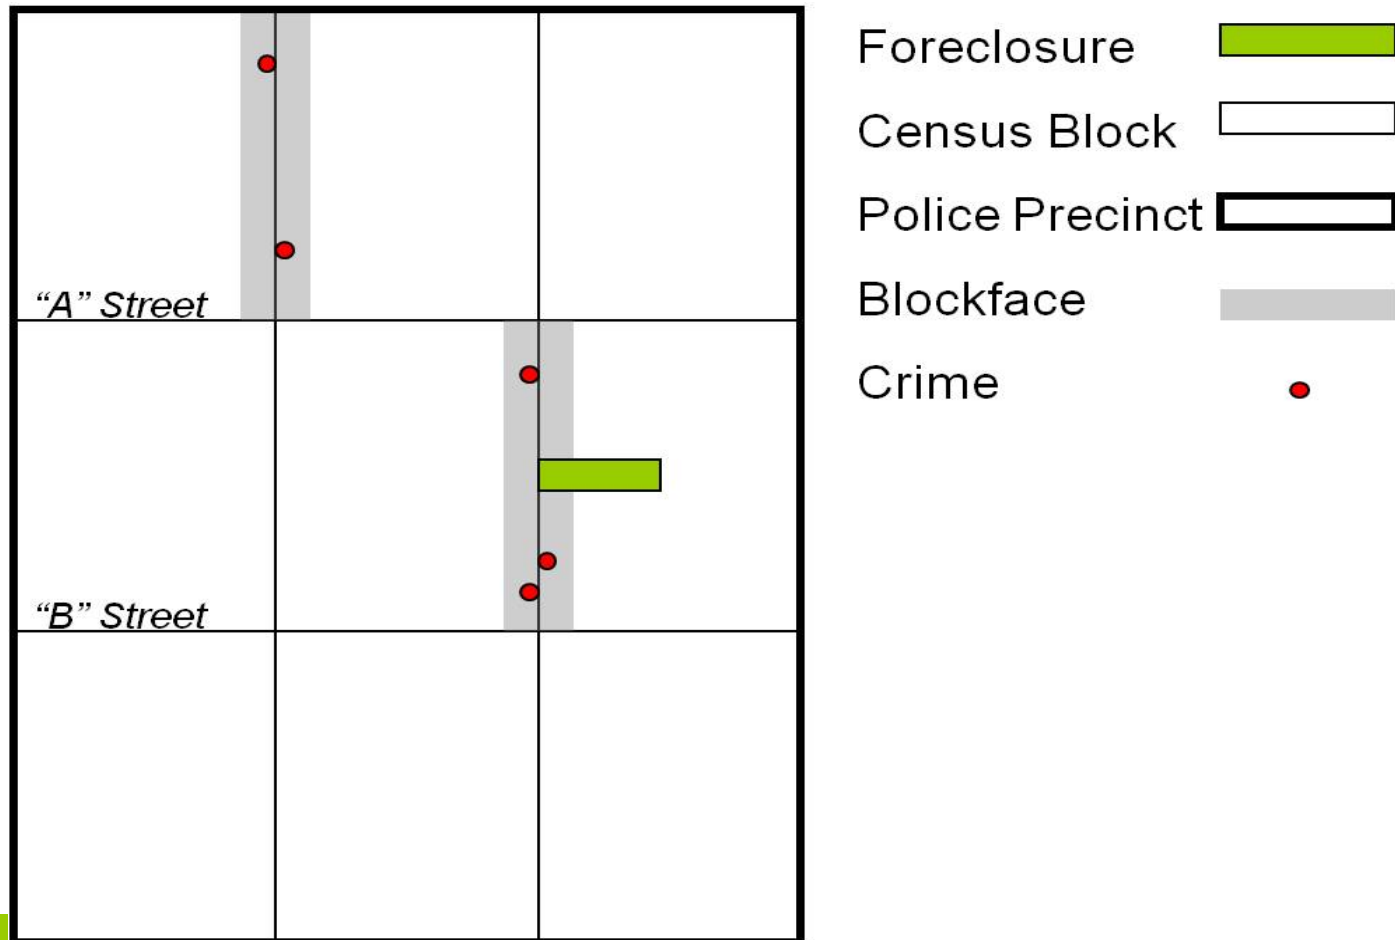 Foreclosure
Census Block
Police Precinct
Blockface
Crime
“A” Street
“B” Street